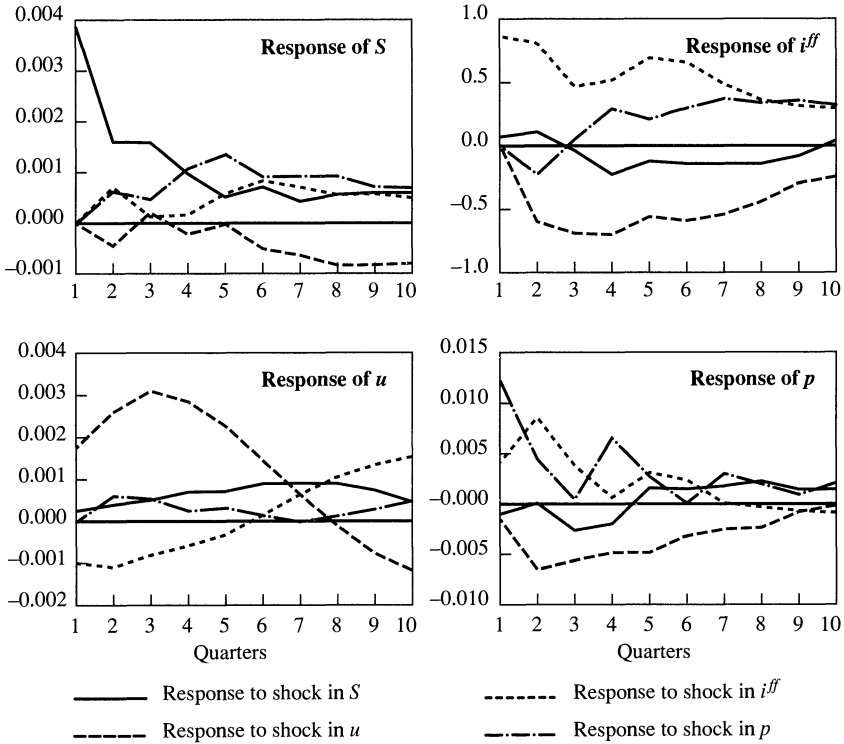 Response of S
0.004
0.003
0.002
0.001
0.000
−0.001
1 2 3 4 5 6 7 8 9 10
Response of i^ff
1.0
0.5
0.0
−0.5
−1.0
1 2 3 4 5 6 7 8 9 10
Response of u
0.004
0.003
0.002
0.001
0.000
−0.001
−0.002
1 2 3 4 5 6 7 8 9 10
Quarters
Response of p
0.015
0.010
0.005
−0.000
−0.005
−0.010
1 2 3 4 5 6 7 8 9 10
Quarters
Response to shock in S
Response to shock in i^ff
Response to shock in u
Response to shock in p